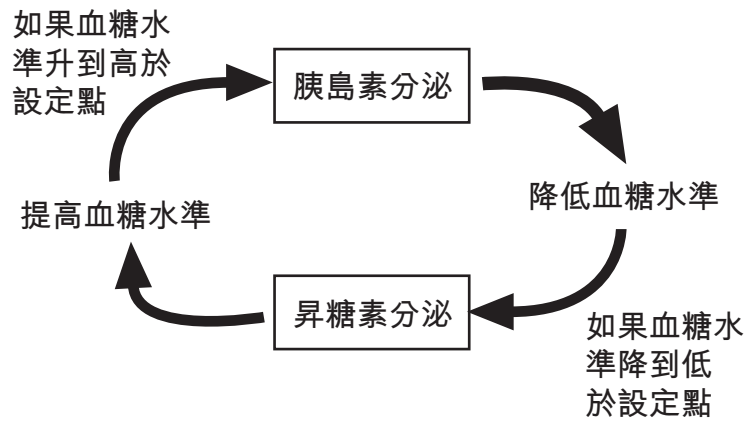 如果血糖水
準升到高於
設定點
胰島素分泌
降低血糖水準
提高血糖水準
昇糖素分泌
如果血糖水
準降到低
於設定點